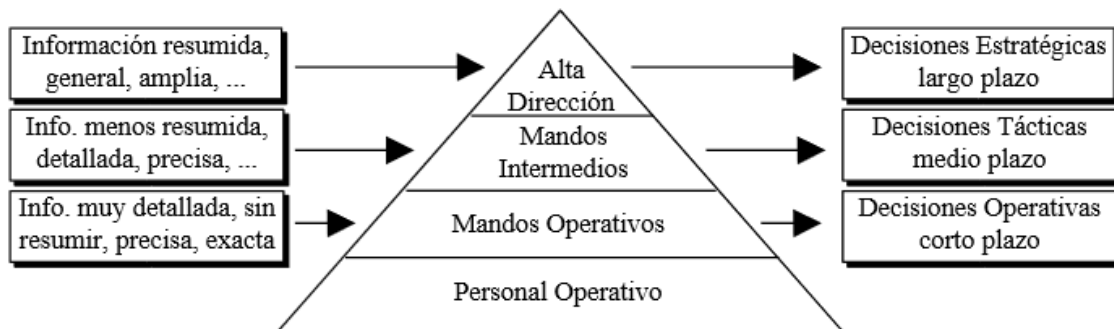 Información resumida,
general, amplia, ...
Alta
Dirección
Decisiones Estratégicas
largo plazo
Info. menos resumida,
detallada, precisa, ...
Mandos
Intermedios
Decisiones Tácticas
medio plazo
Info. muy detallada, sin
resumir, precisa, exacta
Mandos Operativos
Decisiones Operativas
corto plazo
Personal Operativo